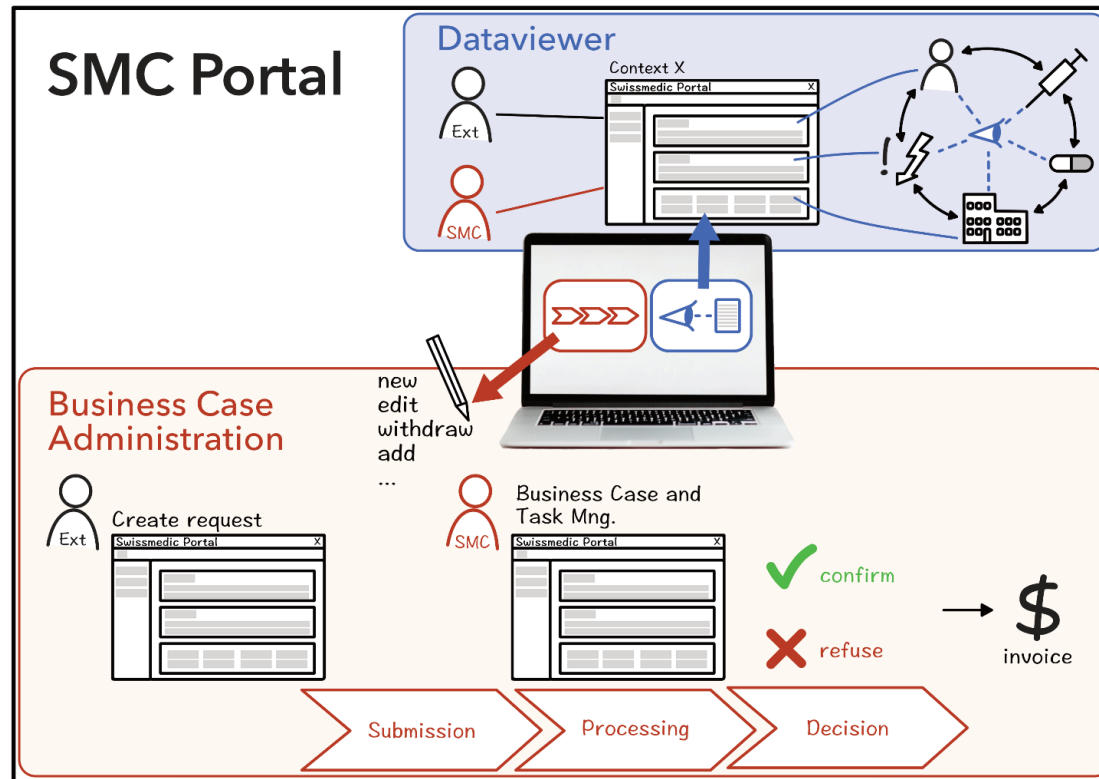 SMC Portal
Dataviewer
Context X
Swissmedic Portal X
Ext
SMC
!
Business Case
Administration
new
edit
withdraw
add
...
Ext
Create request
Swissmedic Portal X
SMC
Business Case and
Task Mng.
Swissmedic Portal X
confirm
refuse
$
invoice
Submission
Processing
Decision